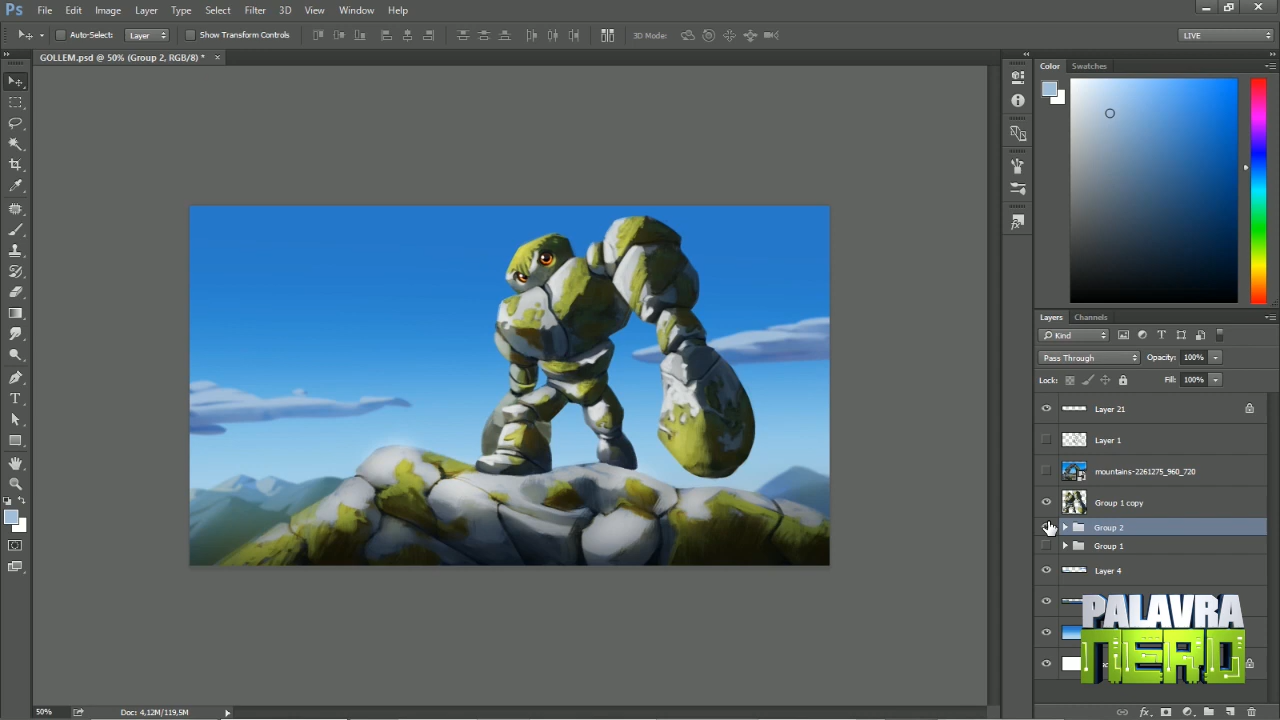 Ps File Edit Image Layer Type Select Filter 3D View Window Help
Auto-Select: Layer Show Transform Controls 3D Mode: LIVE
GOLLEM.psd @ 50% (Group 2, RGB/8) * ×
Color Swatches
Layers Channels
Kind
Pass Through Opacity: 100%
Lock: Fill: 100%
Layer 21
Layer 1
mountains-2261275_960_720
Group 1 copy
Group 2
Group 1
Layer 4
PALAVRA
NERD
50% Doc: 4,12M/119,5M